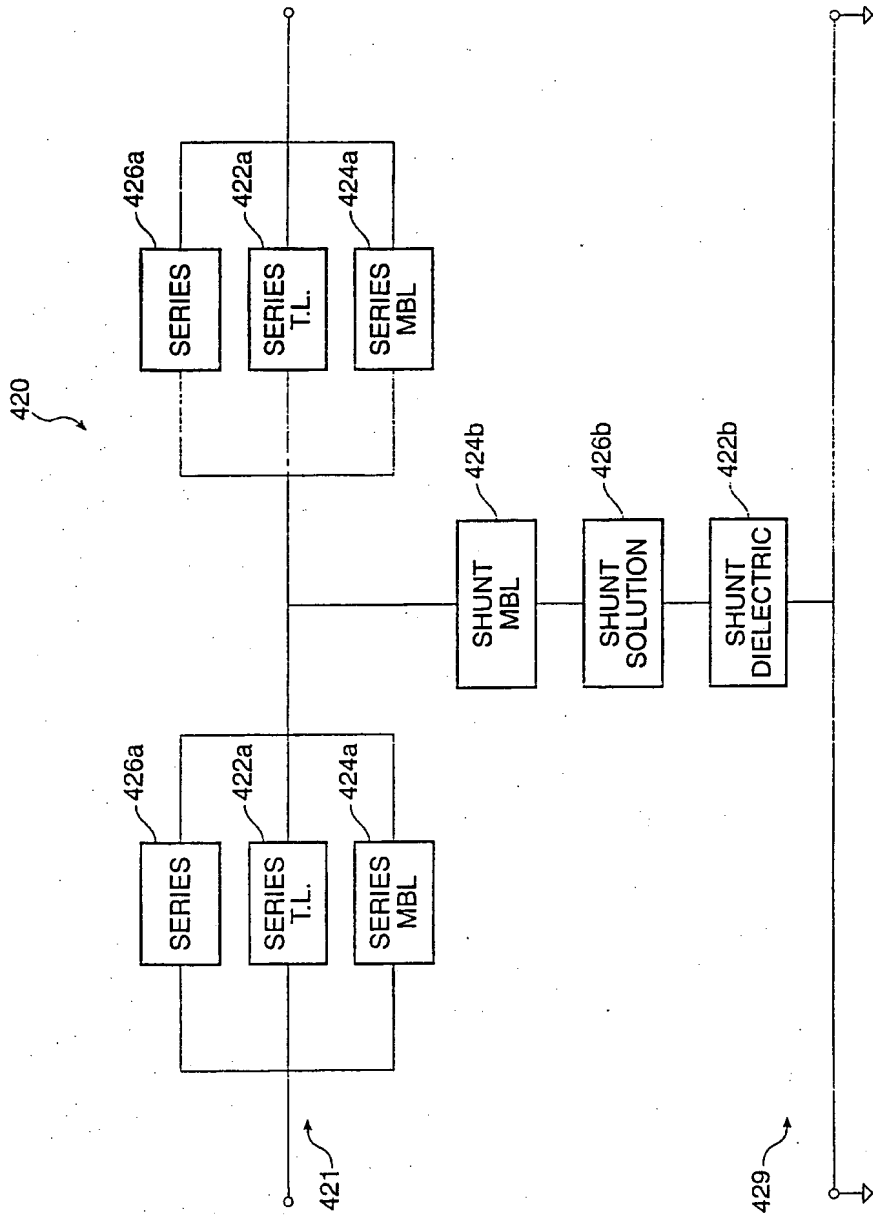 420
426a
SERIES
422a
SERIES
T.L.
424a
SERIES
MBL
426a
SERIES
422a
SERIES
T.L.
424a
SERIES
MBL
421
424b
SHUNT
MBL
426b
SHUNT
SOLUTION
422b
SHUNT
DIELECTRIC
429